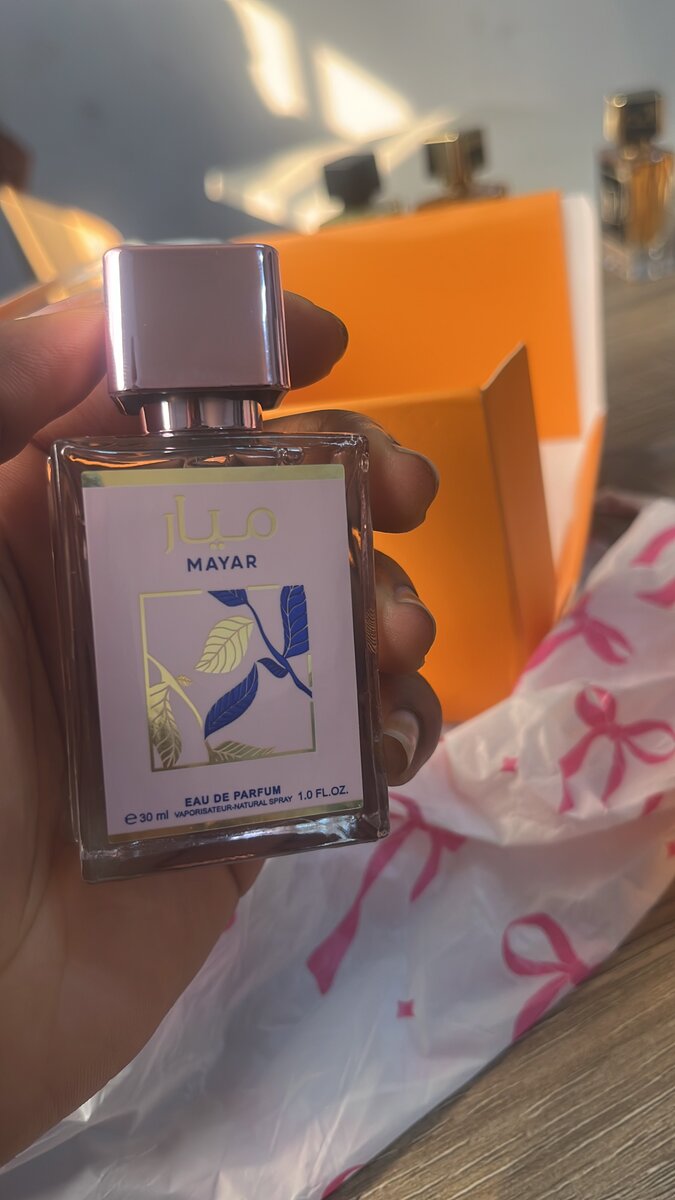 ميار
MAYAR
EAU DE PARFUM
℮ 30 ml VAPORISATEUR-NATURAL SPRAY 1.0 FL.OZ.